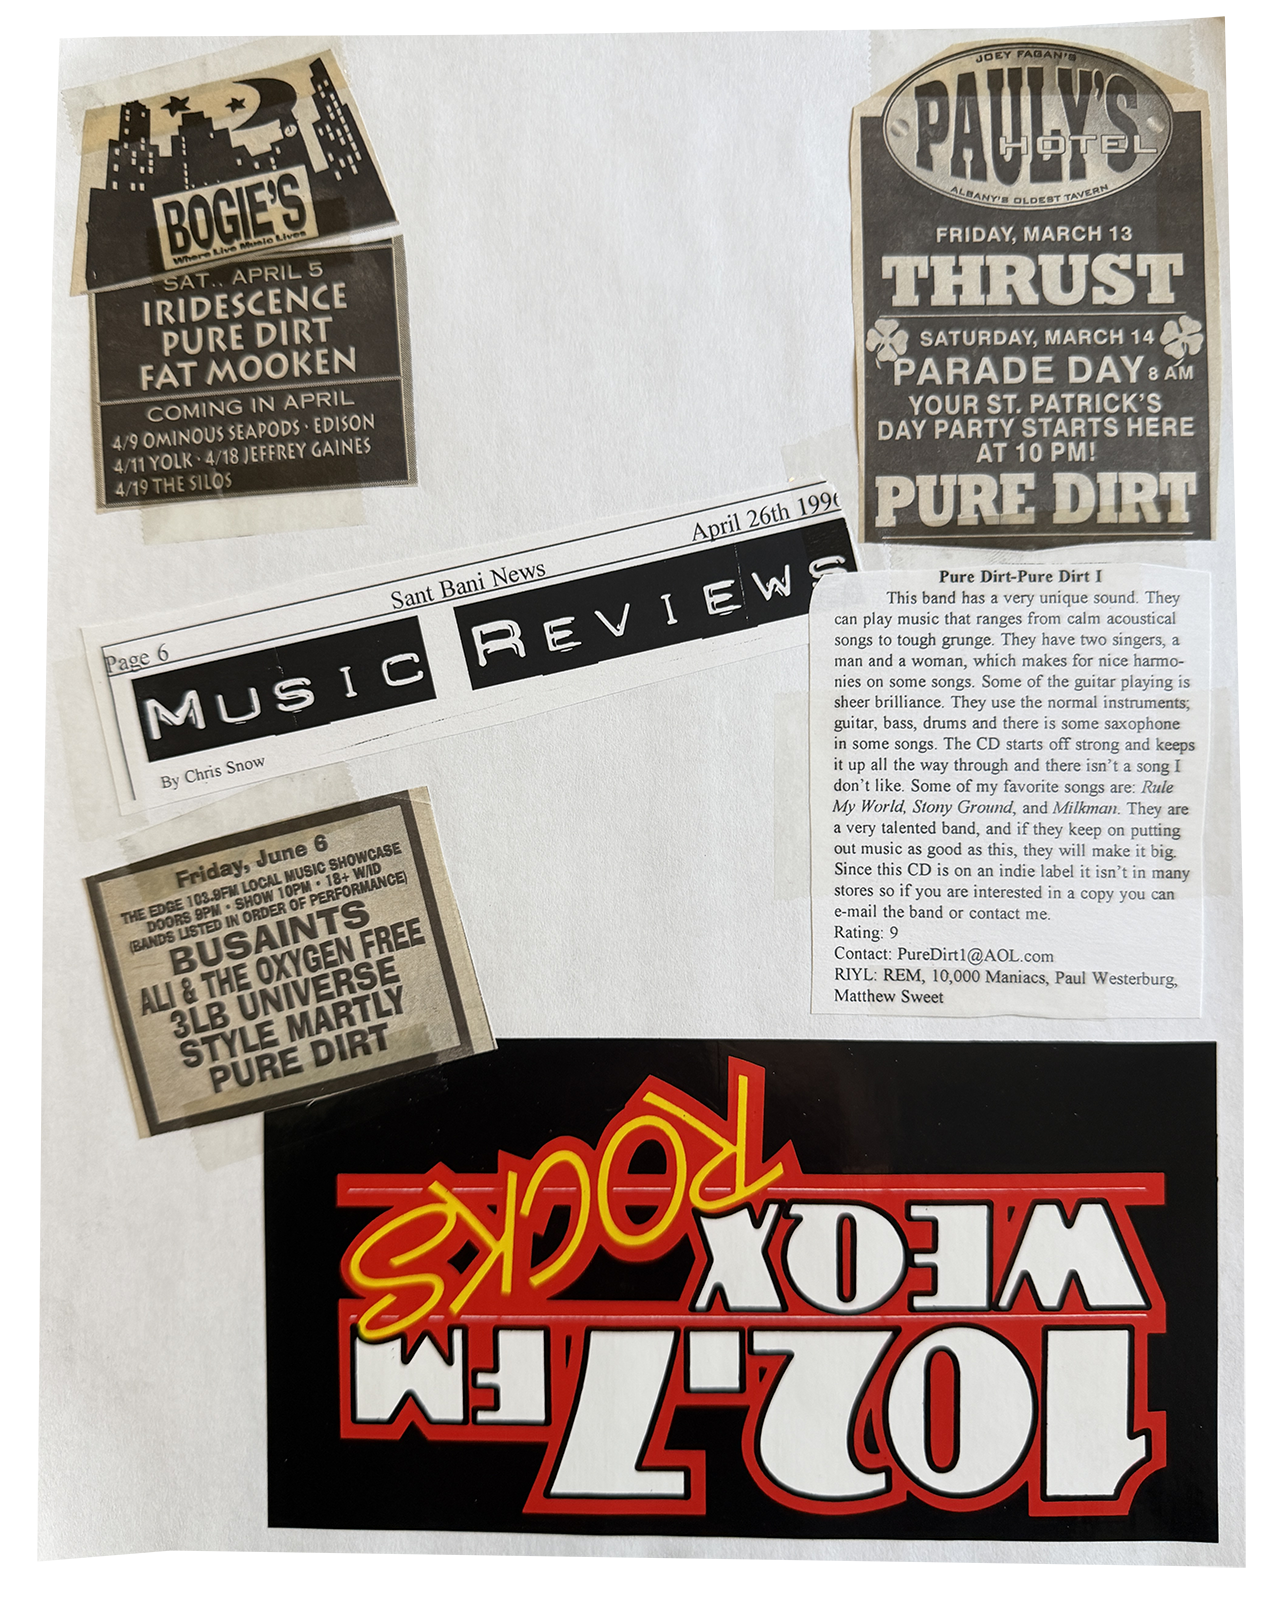 BOGIE'S
Where Live Music Lives
SAT., APRIL 5
IRIDESCENCE
PURE DIRT
FAT MOOKEN
COMING IN APRIL
4/9 OMINOUS SEAPODS · EDISON
4/11 YOLK · 4/18 JEFFREY GAINES
4/19 THE SILOS
JOEY FAGAN'S
PAULY'S
HOTEL
ALBANY'S OLDEST TAVERN
FRIDAY, MARCH 13
THRUST
SATURDAY, MARCH 14
PARADE DAY 8 AM
YOUR ST. PATRICK'S
DAY PARTY STARTS HERE
AT 10 PM!
PURE DIRT
Page 6 Sant Bani News April 26th 1996
MUSIC REVIEWS
By Chris Snow
Pure Dirt-Pure Dirt I
This band has a very unique sound. They
can play music that ranges from calm acoustical
songs to tough grunge. They have two singers, a
man and a woman, which makes for nice harmo-
nies on some songs. Some of the guitar playing is
sheer brilliance. They use the normal instruments;
guitar, bass, drums and there is some saxophone
in some songs. The CD starts off strong and keeps
it up all the way through and there isn't a song I
don't like. Some of my favorite songs are: Rule
My World, Stony Ground, and Milkman. They are
a very talented band, and if they keep on putting
out music as good as this, they will make it big.
Since this CD is on an indie label it isn't in many
stores so if you are interested in a copy you can
e-mail the band or contact me.
Rating: 9
Contact: PureDirt1@AOL.com
RIYL: REM, 10,000 Maniacs, Paul Westerburg,
Matthew Sweet
Friday, June 6
THE EDGE 103.9FM LOCAL MUSIC SHOWCASE
DOORS 9PM · SHOW 10PM · 18+ W/ID
(BANDS LISTED IN ORDER OF PERFORMANCE)
BUSAINTS
ALI & THE OXYGEN FREE
3LB UNIVERSE
STYLE MARTLY
PURE DIRT
102.7 FM
WEQX
ROCKS